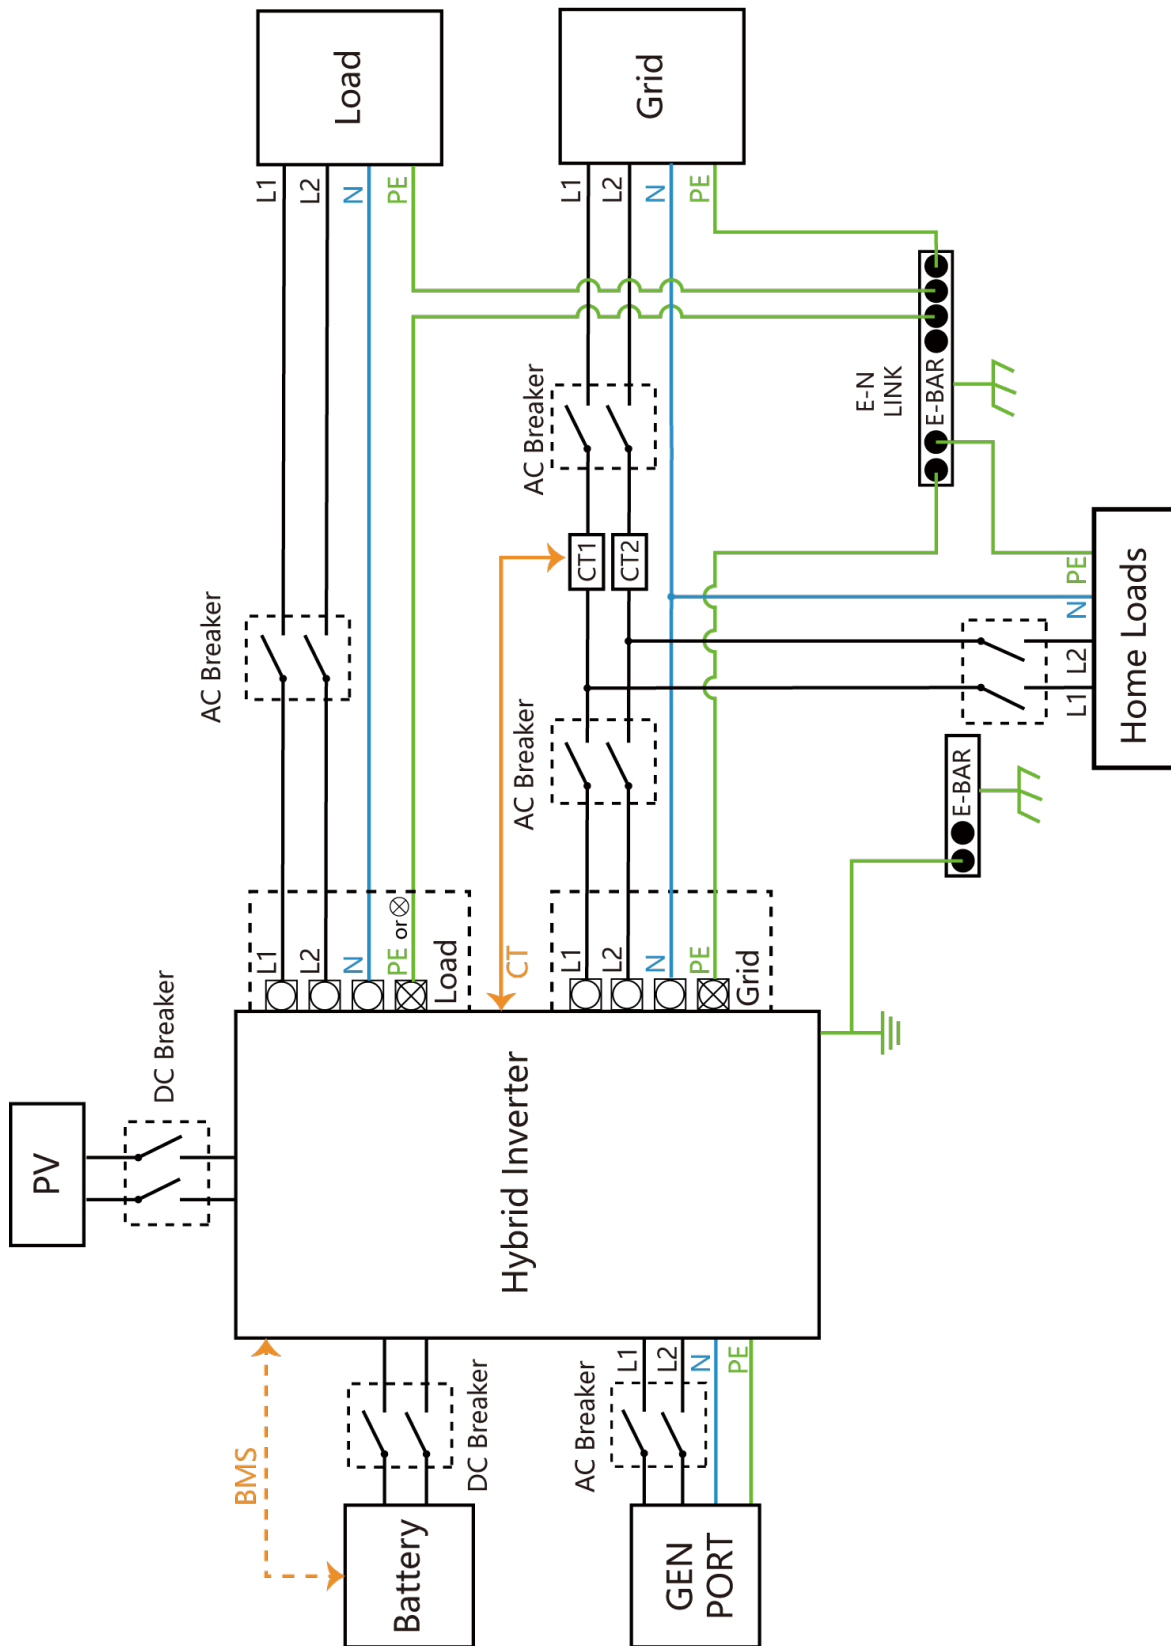 Load
L1
L2
N
PE
Grid
L1
L2
N
PE
AC Breaker
AC Breaker
E-N
LINK
E-BAR
CT1
CT2
AC Breaker
Home Loads
PE
N
L2
L1
E-BAR
L1
L2
N
PE
or
Load
CT
L1
L2
N
PE
Grid
DC Breaker
PV
Hybrid Inverter
BMS
DC Breaker
Battery
AC Breaker
L1
L2
N
PE
GEN
PORT